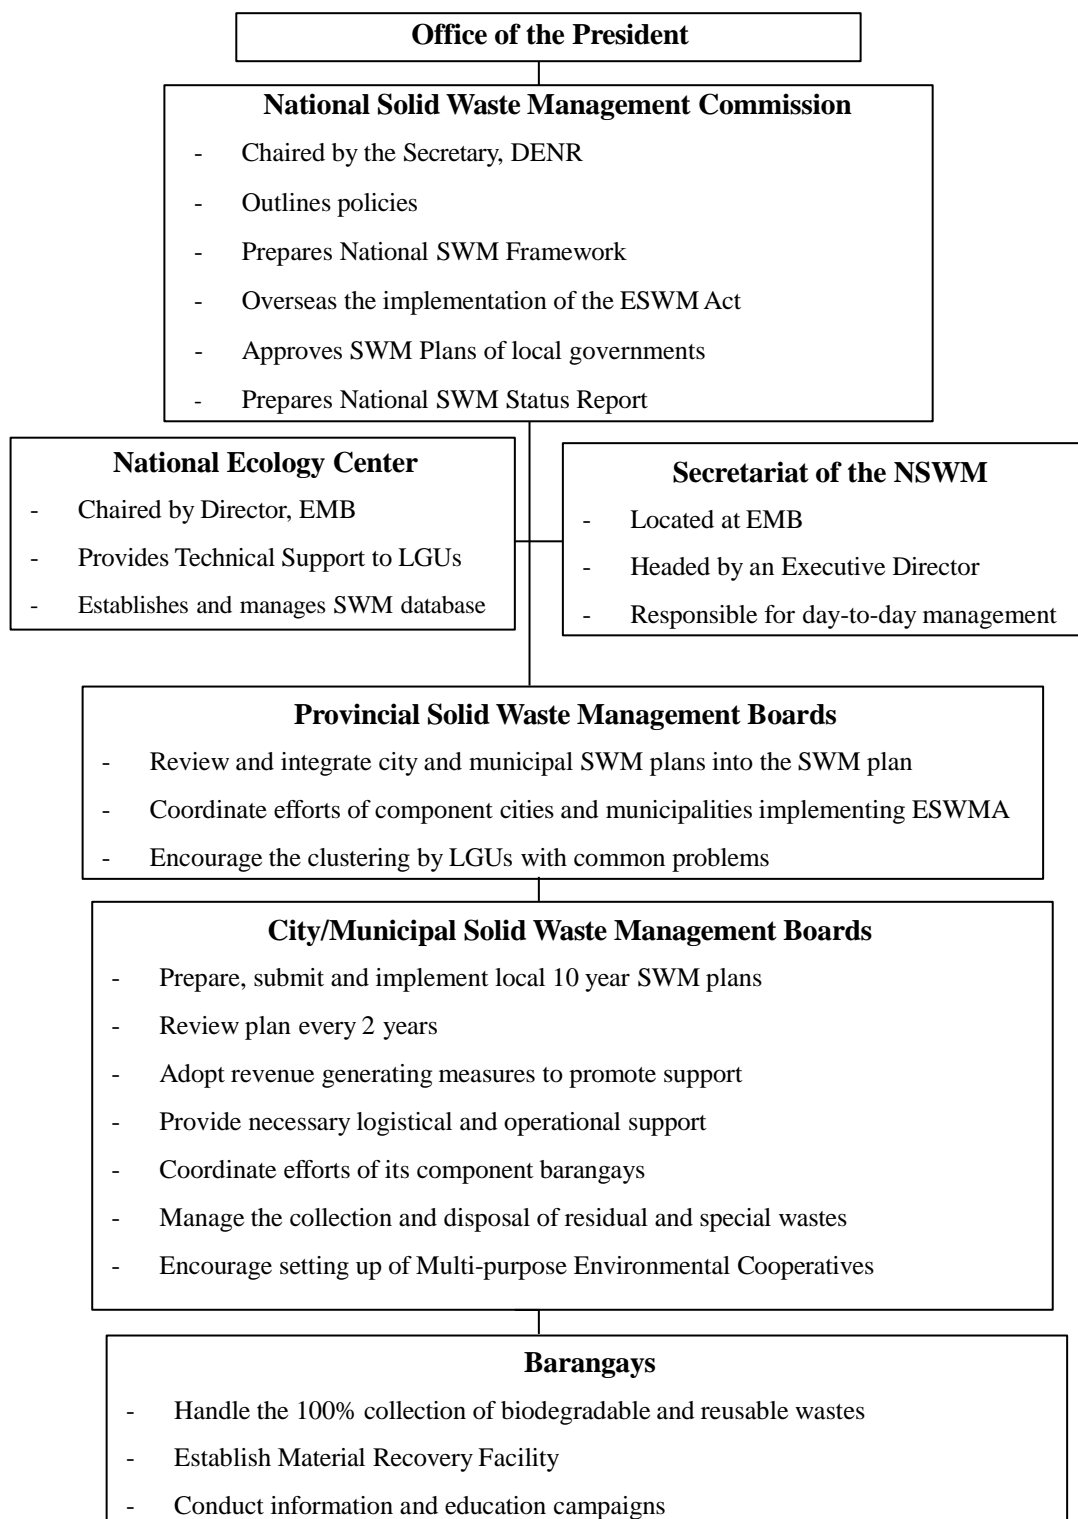 Office of the President
National Solid Waste Management Commission
- Chaired by the Secretary, DENR
- Outlines policies
- Prepares National SWM Framework
- Overseas the implementation of the ESWM Act
- Approves SWM Plans of local governments
- Prepares National SWM Status Report
National Ecology Center
- Chaired by Director, EMB
- Provides Technical Support to LGUs
- Establishes and manages SWM database
Secretariat of the NSWM
- Located at EMB
- Headed by an Executive Director
- Responsible for day-to-day management
Provincial Solid Waste Management Boards
- Review and integrate city and municipal SWM plans into the SWM plan
- Coordinate efforts of component cities and municipalities implementing ESWMA
- Encourage the clustering by LGUs with common problems
City/Municipal Solid Waste Management Boards
- Prepare, submit and implement local 10 year SWM plans
- Review plan every 2 years
- Adopt revenue generating measures to promote support
- Provide necessary logistical and operational support
- Coordinate efforts of its component barangays
- Manage the collection and disposal of residual and special wastes
- Encourage setting up of Multi-purpose Environmental Cooperatives
Barangays
- Handle the 100% collection of biodegradable and reusable wastes
- Establish Material Recovery Facility
- Conduct information and education campaigns